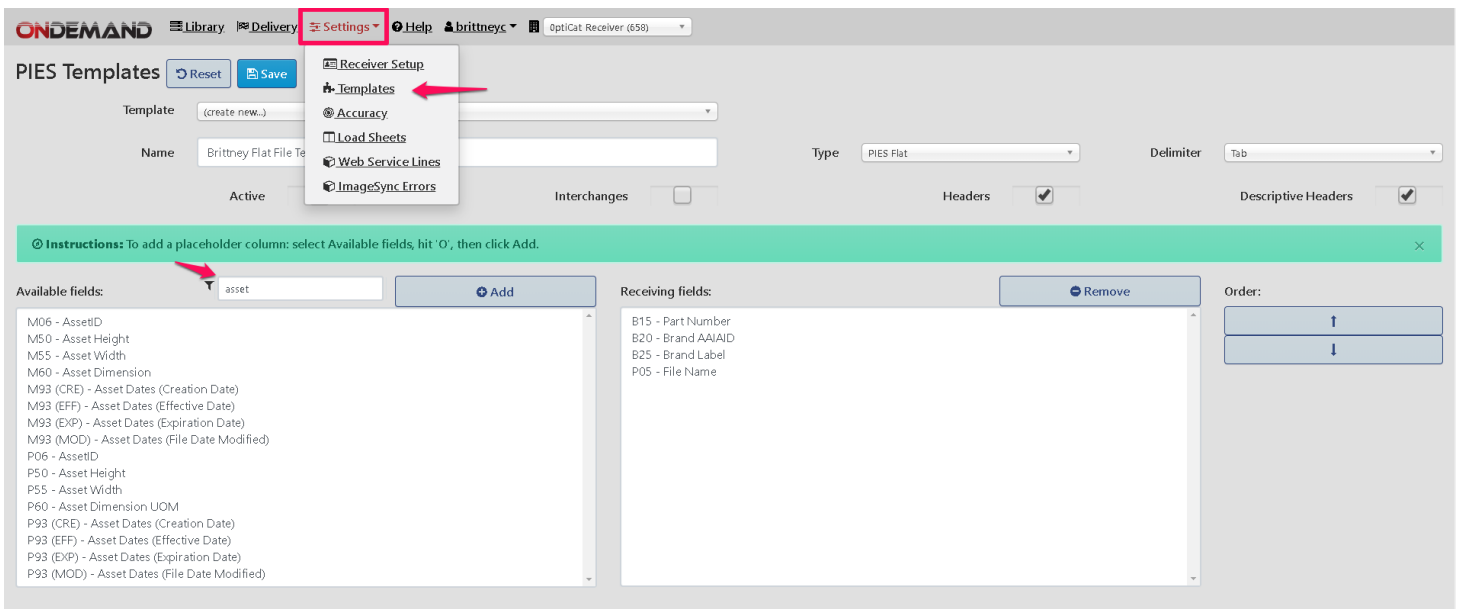 ONDEMAND Library Delivery Settings Help brittneyc OptiCat Receiver (658)
PIES Templates Reset Save
Receiver Setup
Templates
Accuracy
Load Sheets
Web Service Lines
ImageSync Errors
Template (create new...)
Name Brittney Flat File Te Type PIES Flat Delimiter Tab
Active Interchanges Headers Descriptive Headers
Instructions: To add a placeholder column: select Available fields, hit 'O', then click Add. ×
Available fields: asset Add Receiving fields: Remove Order:
M06 - AssetID
M50 - Asset Height
M55 - Asset Width
M60 - Asset Dimension
M93 (CRE) - Asset Dates (Creation Date)
M93 (EFF) - Asset Dates (Effective Date)
M93 (EXP) - Asset Dates (Expiration Date)
M93 (MOD) - Asset Dates (File Date Modified)
P06 - AssetID
P50 - Asset Height
P55 - Asset Width
P60 - Asset Dimension UOM
P93 (CRE) - Asset Dates (Creation Date)
P93 (EFF) - Asset Dates (Effective Date)
P93 (EXP) - Asset Dates (Expiration Date)
P93 (MOD) - Asset Dates (File Date Modified)
B15 - Part Number
B20 - Brand AAIAID
B25 - Brand Label
P05 - File Name